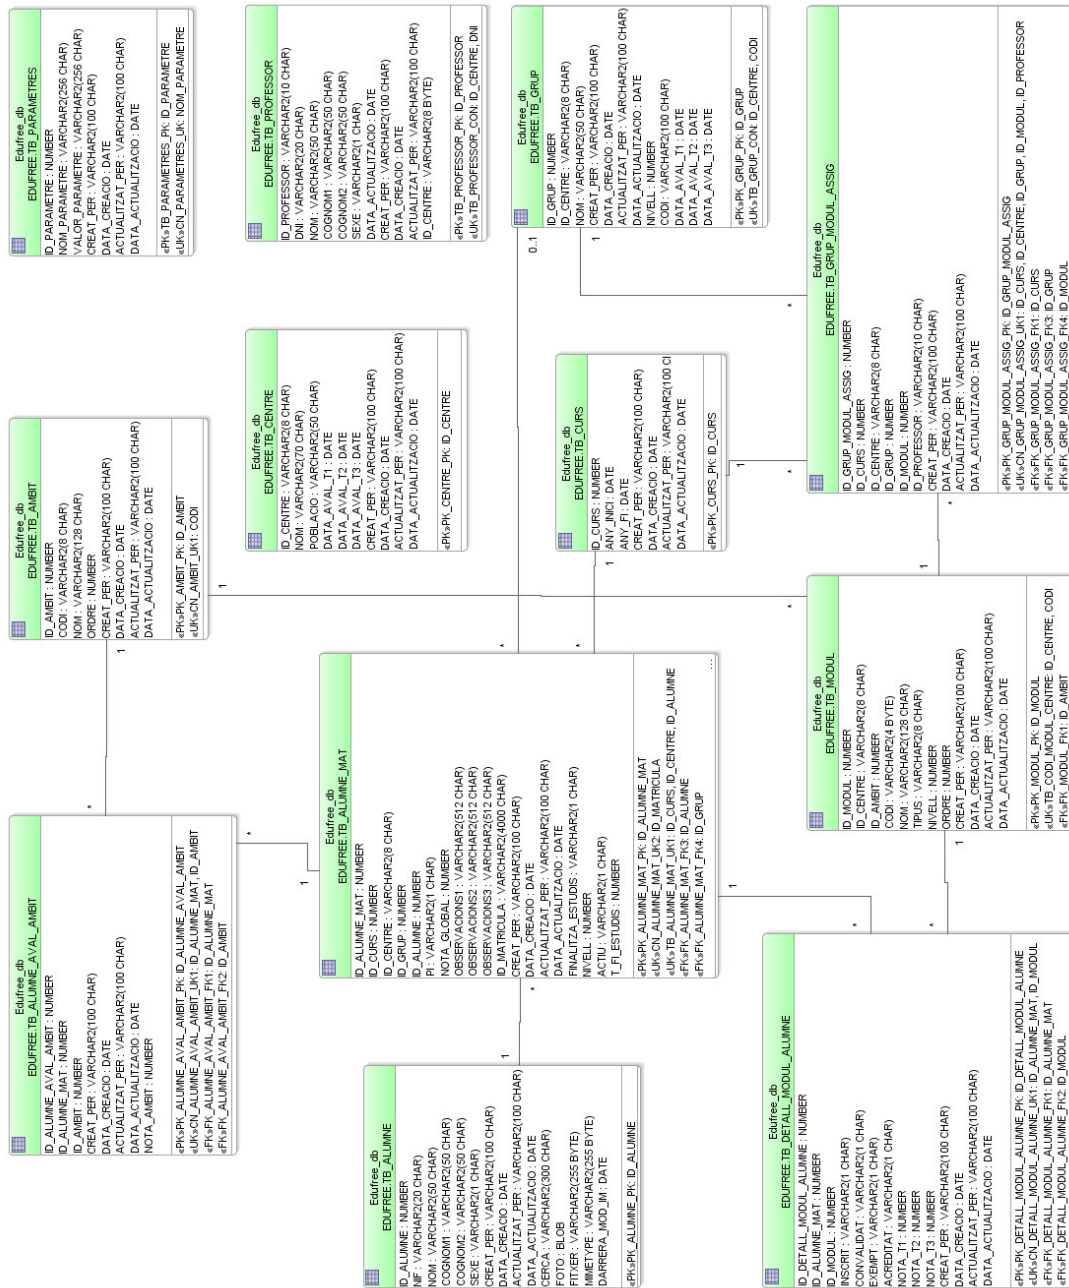 Edufree_db
EDUFREE.TB_ALUMNE_AVAL_AMBIT
ID_ALUMNE_AVAL_AMBIT : NUMBER
ID_ALUMNE_MAT : NUMBER
ID_AMBIT : NUMBER
CREAT_PER : VARCHAR2(100 CHAR)
DATA_CREACIO : DATE
ACTUALITZAT_PER : VARCHAR2(100 CHAR)
DATA_ACTUALITZACIO : DATE
NOTA_AMBIT : NUMBER
«PK»PK_ALUMNE_AVAL_AMBIT_PK: ID_ALUMNE_AVAL_AMBIT
«UK»CN_ALUMNE_AVAL_AMBIT_UK1: ID_ALUMNE_MAT, ID_AMBIT
«FK»FK_ALUMNE_AVAL_AMBIT_FK1: ID_ALUMNE_MAT
«FK»FK_ALUMNE_AVAL_AMBIT_FK2: ID_AMBIT
*
1
Edufree_db
EDUFREE.TB_AMBIT
ID_AMBIT : NUMBER
CODI : VARCHAR2(8 CHAR)
NOM : VARCHAR2(128 CHAR)
ORDRE : NUMBER
CREAT_PER : VARCHAR2(100 CHAR)
DATA_CREACIO : DATE
ACTUALITZAT_PER : VARCHAR2(100 CHAR)
DATA_ACTUALITZACIO : DATE
«PK»PK_AMBIT_PK: ID_AMBIT
«UK»CN_AMBIT_UK1: CODI
1
Edufree_db
EDUFREE.TB_PARAMETRES
ID_PARAMETRE : NUMBER
NOM_PARAMETRE : VARCHAR2(256 CHAR)
VALOR_PARAMETRE : VARCHAR2(256 CHAR)
CREAT_PER : VARCHAR2(100 CHAR)
DATA_CREACIO : DATE
ACTUALITZAT_PER : VARCHAR2(100 CHAR)
DATA_ACTUALITZACIO : DATE
«PK»TB_PARAMETRES_PK: ID_PARAMETRE
«UK»CN_PARAMETRES_UK: NOM_PARAMETRE
*
1
Edufree_db
EDUFREE.TB_CENTRE
ID_CENTRE : VARCHAR2(8 CHAR)
NOM : VARCHAR2(70 CHAR)
POBLACIO : VARCHAR2(50 CHAR)
DATA_AVAL_T1 : DATE
DATA_AVAL_T2 : DATE
DATA_AVAL_T3 : DATE
CREAT_PER : VARCHAR2(100 CHAR)
DATA_CREACIO : DATE
ACTUALITZAT_PER : VARCHAR2(100 CHAR)
DATA_ACTUALITZACIO : DATE
«PK»PK_CENTRE_PK: ID_CENTRE
Edufree_db
EDUFREE.TB_PROFESSOR
ID_PROFESSOR : VARCHAR2(10 CHAR)
DNI : VARCHAR2(20 CHAR)
NOM : VARCHAR2(50 CHAR)
COGNOM1 : VARCHAR2(50 CHAR)
COGNOM2 : VARCHAR2(50 CHAR)
SEXE : VARCHAR2(1 CHAR)
DATA_ACTUALITZACIO : DATE
CREAT_PER : VARCHAR2(100 CHAR)
DATA_CREACIO : DATE
ACTUALITZAT_PER : VARCHAR2(100 CHAR)
ID_CENTRE : VARCHAR2(8 BYTE)
«PK»TB_PROFESSOR_PK: ID_PROFESSOR
«UK»TB_PROFESSOR_CON: ID_CENTRE, DNI
Edufree_db
EDUFREE.TB_ALUMNE
ID_ALUMNE : NUMBER
NIF : VARCHAR2(20 CHAR)
NOM : VARCHAR2(50 CHAR)
COGNOM1 : VARCHAR2(50 CHAR)
COGNOM2 : VARCHAR2(50 CHAR)
SEXE : VARCHAR2(1 CHAR)
CREAT_PER : VARCHAR2(100 CHAR)
DATA_CREACIO : DATE
ACTUALITZAT_PER : VARCHAR2(100 CHAR)
DATA_ACTUALITZACIO : DATE
CERCA : VARCHAR2(300 CHAR)
FOTO : BLOB
FITXER : VARCHAR2(255 BYTE)
MIMETYPE : VARCHAR2(255 BYTE)
DARRERA_MOD_IM : DATE
«PK»PK_ALUMNE_PK: ID_ALUMNE
1
*
Edufree_db
EDUFREE.TB_ALUMNE_MAT
ID_ALUMNE_MAT : NUMBER
ID_CURS : NUMBER
ID_CENTRE : VARCHAR2(8 CHAR)
ID_GRUP : NUMBER
ID_ALUMNE : NUMBER
PI : VARCHAR2(1 CHAR)
NOTA_GLOBAL : NUMBER
OBSERVACIONS1 : VARCHAR2(512 CHAR)
OBSERVACIONS2 : VARCHAR2(512 CHAR)
OBSERVACIONS3 : VARCHAR2(512 CHAR)
ID_MATRICULA : VARCHAR2(4000 CHAR)
CREAT_PER : VARCHAR2(100 CHAR)
DATA_CREACIO : DATE
ACTUALITZAT_PER : VARCHAR2(100 CHAR)
DATA_ACTUALITZACIO : DATE
FINALITZA_ESTUDIS : VARCHAR2(1 CHAR)
NIVELL : NUMBER
ACTIU : VARCHAR2(1 CHAR)
T_FI_ESTUDIS : NUMBER
«PK»PK_ALUMNE_MAT_PK: ID_ALUMNE_MAT
«UK»CN_ALUMNE_MAT_UK2: ID_MATRICULA
«UK»TB_ALUMNE_MAT_UK1: ID_CURS, ID_CENTRE, ID_ALUMNE
«FK»FK_ALUMNE_MAT_FK3: ID_ALUMNE
«FK»FK_ALUMNE_MAT_FK4: ID_GRUP
...
*
*
1
Edufree_db
EDUFREE.TB_CURS
ID_CURS : NUMBER
ANY_INICI : DATE
ANY_FI : DATE
CREAT_PER : VARCHAR2(100 CHAR)
DATA_CREACIO : DATE
ACTUALITZAT_PER : VARCHAR2(100 CI
DATA_ACTUALITZACIO : DATE
«PK»PK_CURS_PK: ID_CURS
1
*
Edufree_db
EDUFREE.TB_GRUP
ID_GRUP : NUMBER
ID_CENTRE : VARCHAR2(8 CHAR)
NOM : VARCHAR2(50 CHAR)
CREAT_PER : VARCHAR2(100 CHAR)
DATA_CREACIO : DATE
ACTUALITZAT_PER : VARCHAR2(100 CHAR)
DATA_ACTUALITZACIO : DATE
NIVELL : NUMBER
CODI : VARCHAR2(100 CHAR)
DATA_AVAL_T1 : DATE
DATA_AVAL_T2 : DATE
DATA_AVAL_T3 : DATE
«PK»PK_GRUP_PK: ID_GRUP
«UK»TB_GRUP_CON: ID_CENTRE, CODI
0..1
1
*
1
*
*
*
Edufree_db
EDUFREE.TB_DETALL_MODUL_ALUMNE
ID_DETALL_MODUL_ALUMNE : NUMBER
ID_ALUMNE_MAT : NUMBER
ID_MODUL : NUMBER
INSCRIT : VARCHAR2(1 CHAR)
CONVALIDAT : VARCHAR2(1 CHAR)
EXEMPT : VARCHAR2(1 CHAR)
ACREDITAT : VARCHAR2(1 CHAR)
NOTA_T1 : NUMBER
NOTA_T2 : NUMBER
NOTA_T3 : NUMBER
CREAT_PER : VARCHAR2(100 CHAR)
DATA_CREACIO : DATE
ACTUALITZAT_PER : VARCHAR2(100 CHAR)
DATA_ACTUALITZACIO : DATE
«PK»PK_DETALL_MODUL_ALUMNE_PK: ID_DETALL_MODUL_ALUMNE
«UK»CN_DETALL_MODUL_ALUMNE_UK1: ID_ALUMNE_MAT, ID_MODUL
«FK»FK_DETALL_MODUL_ALUMNE_FK1: ID_ALUMNE_MAT
«FK»FK_DETALL_MODUL_ALUMNE_FK2: ID_MODUL
1
*
Edufree_db
EDUFREE.TB_MODUL
ID_MODUL : NUMBER
ID_CENTRE : VARCHAR2(8 CHAR)
ID_AMBIT : NUMBER
CODI : VARCHAR2(4 BYTE)
NOM : VARCHAR2(128 CHAR)
TIPUS : VARCHAR2(8 CHAR)
NIVELL : NUMBER
ORDRE : NUMBER
CREAT_PER : VARCHAR2(100 CHAR)
DATA_CREACIO : DATE
ACTUALITZAT_PER : VARCHAR2(100 CHAR)
DATA_ACTUALITZACIO : DATE
«PK»PK_MODUL_PK: ID_MODUL
«UK»TB_CODI_MODUL_CENTRE: ID_CENTRE, CODI
«FK»FK_MODUL_FK1: ID_AMBIT
1
*
Edufree_db
EDUFREE.TB_GRUP_MODUL_ASSIG
ID_GRUP_MODUL_ASSIG : NUMBER
ID_CURS : NUMBER
ID_CENTRE : VARCHAR2(8 CHAR)
ID_GRUP : NUMBER
ID_MODUL : NUMBER
ID_PROFESSOR : VARCHAR2(10 CHAR)
CREAT_PER : VARCHAR2(100 CHAR)
DATA_CREACIO : DATE
ACTUALITZAT_PER : VARCHAR2(100 CHAR)
DATA_ACTUALITZACIO : DATE
«PK»PK_GRUP_MODUL_ASSIG_PK: ID_GRUP_MODUL_ASSIG
«UK»CN_GRUP_MODUL_ASSIG_UK1: ID_CURS, ID_CENTRE, ID_GRUP, ID_MODUL, ID_PROFESSOR
«FK»FK_GRUP_MODUL_ASSIG_FK1: ID_CURS
«FK»FK_GRUP_MODUL_ASSIG_FK3: ID_GRUP
«FK»FK_GRUP_MODUL_ASSIG_FK4: ID_MODUL